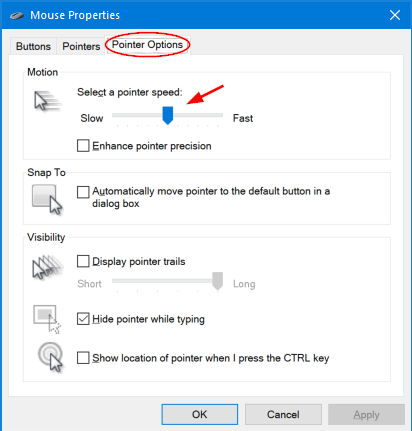 Mouse Properties
Buttons Pointers Pointer Options
Motion
Select a pointer speed:
Slow Fast
Enhance pointer precision
Snap To
Automatically move pointer to the default button in a
dialog box
Visibility
Display pointer trails
Short Long
Hide pointer while typing
Show location of pointer when I press the CTRL key
OK Cancel Apply